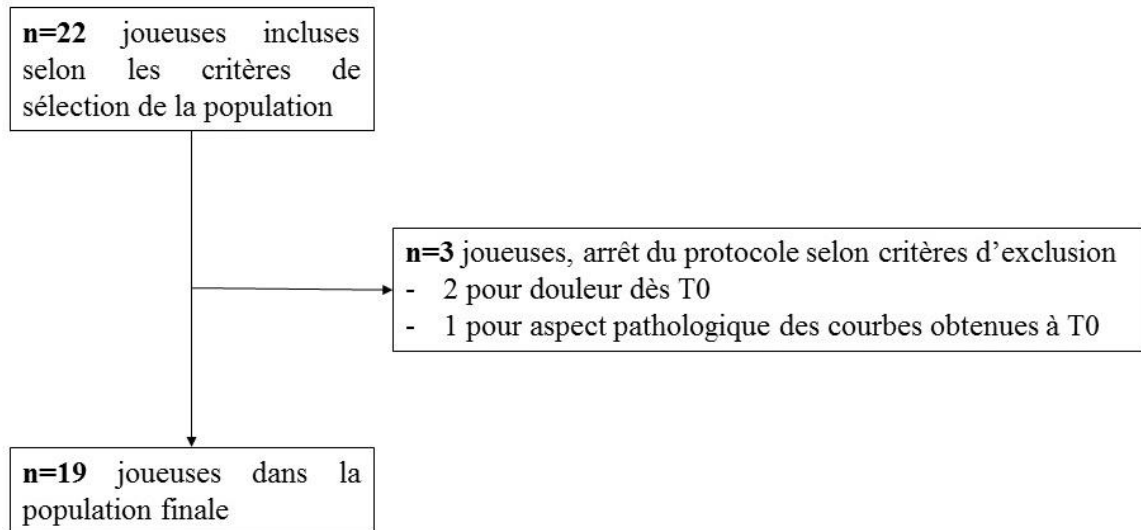 n=22 joueuses incluses
selon les critères de
sélection de la population
n=3 joueuses, arrêt du protocole selon critères d’exclusion
- 2 pour douleur dès T0
- 1 pour aspect pathologique des courbes obtenues à T0
n=19 joueuses dans la
population finale